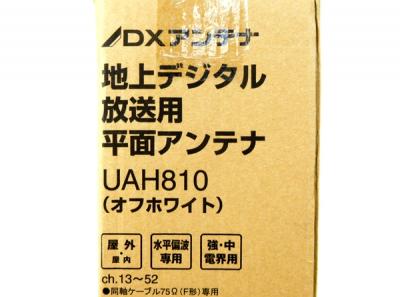 DXアンテナ
地上デジタル
放送用
平面アンテナ
UAH810
(オフホワイト)
屋外・屋内
水平偏波専用
強・中電界用
ch.13~52
●同軸ケーブル75Ω(F形)専用